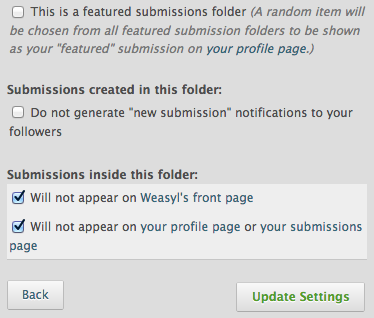 This is a featured submissions folder (A random item will
be chosen from all featured submission folders to be shown
as your "featured" submission on your profile page.)
Submissions created in this folder:
Do not generate "new submission" notifications to your
followers
Submissions inside this folder:
Will not appear on Weasyl's front page
Will not appear on your profile page or your submissions
page
Back
Update Settings